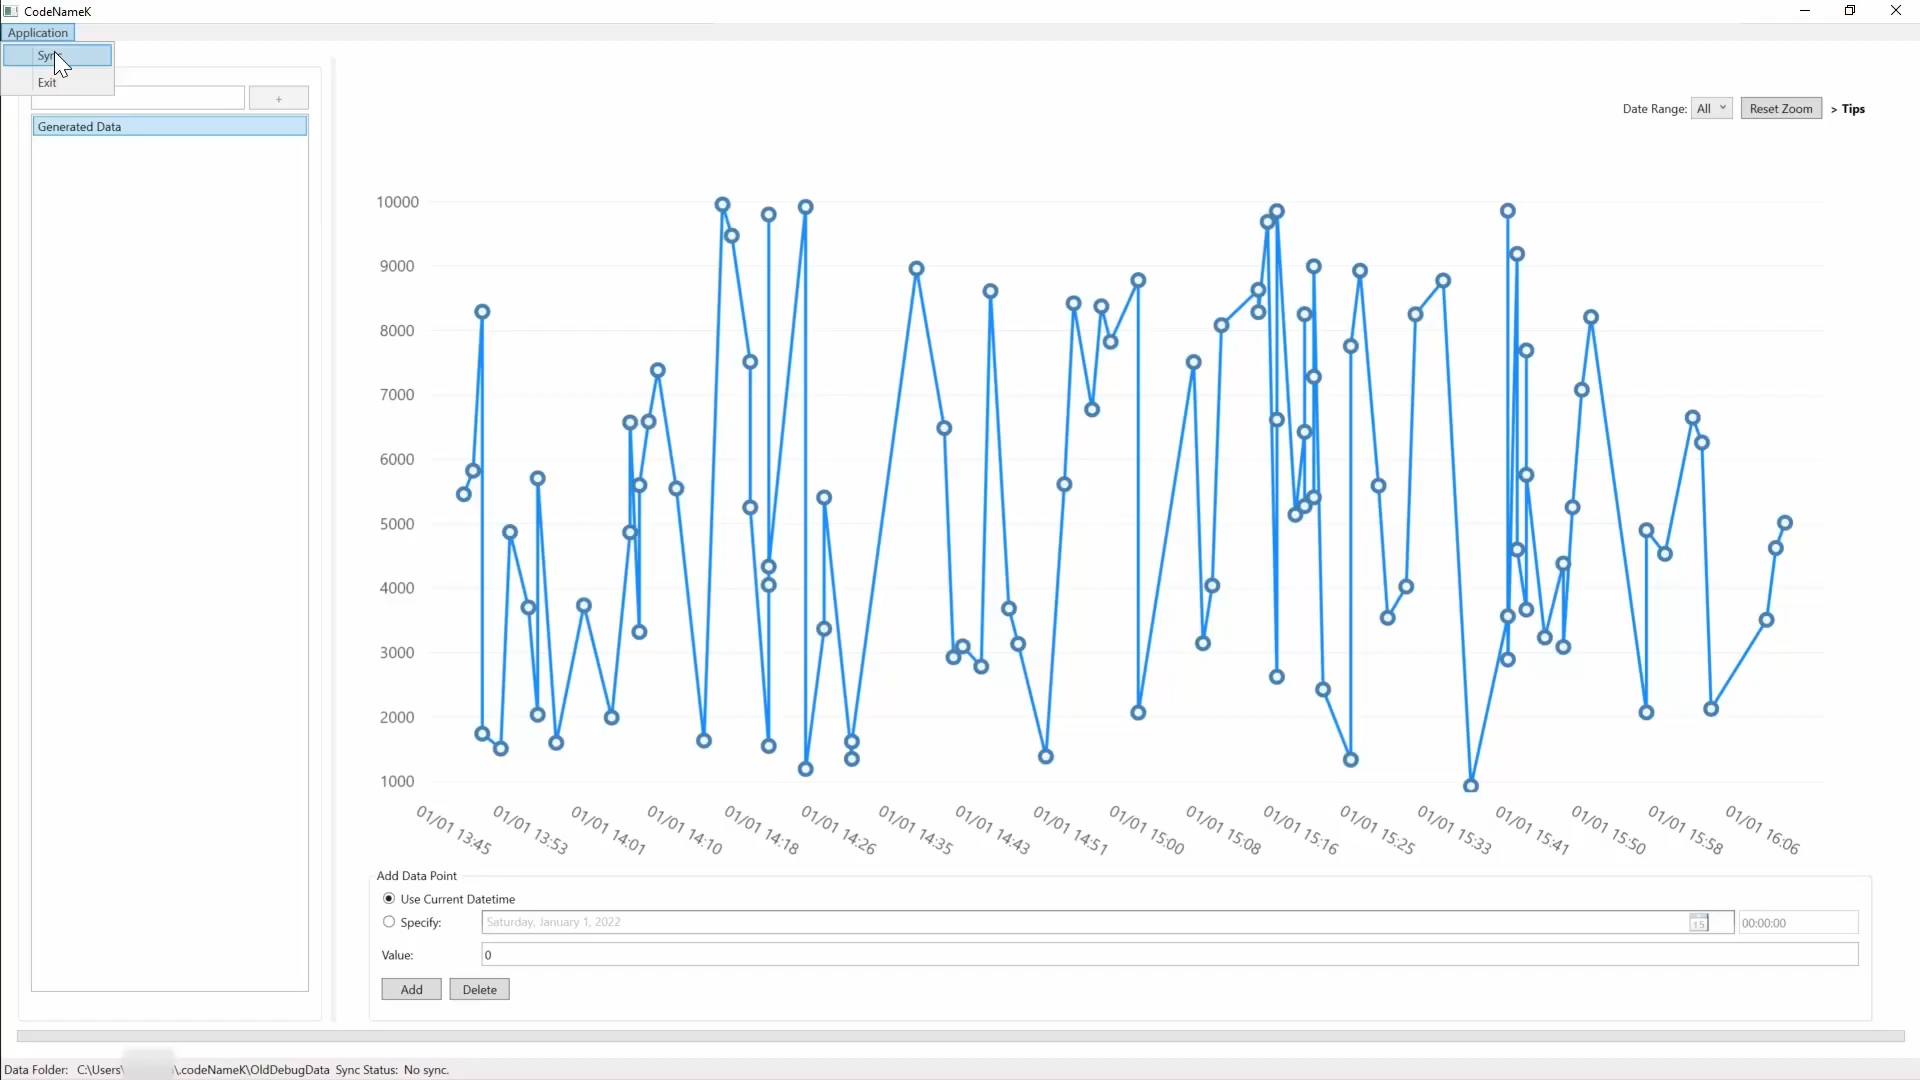 CodeNameK
Application
Exit
+
Generated Data
Date Range: All Reset Zoom > Tips
10000
9000
8000
7000
6000
5000
4000
3000
2000
1000
01/01 13:45 01/01 13:53 01/01 14:01 01/01 14:10 01/01 14:18 01/01 14:26 01/01 14:35 01/01 14:43 01/01 14:51 01/01 15:00 01/01 15:08 01/01 15:16 01/01 15:25 01/01 15:33 01/01 15:41 01/01 15:50 01/01 15:58 01/01 16:06
Add Data Point
Use Current Datetime
Specify: Saturday, January 1, 2022 15 00:00:00
Value: 0
Add Delete
Data Folder: C:\Users\ \.codeNameK\OldDebugData Sync Status: No sync.